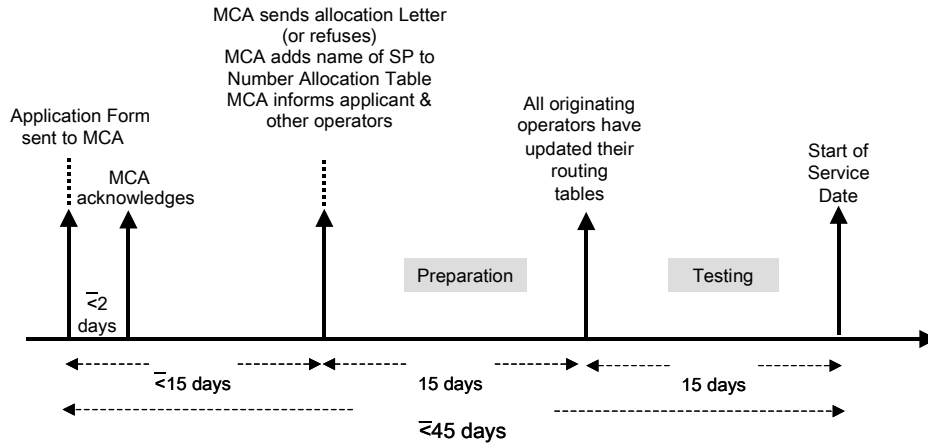 MCA sends allocation Letter
(or refuses)
MCA adds name of SP to
Number Allocation Table
MCA informs applicant &
other operators
Application Form
sent to MCA
MCA
acknowledges
All originating
operators have
updated their
routing
tables
Start of
Service
Date
Preparation
Testing
<2
days
<15 days
15 days
15 days
<45 days